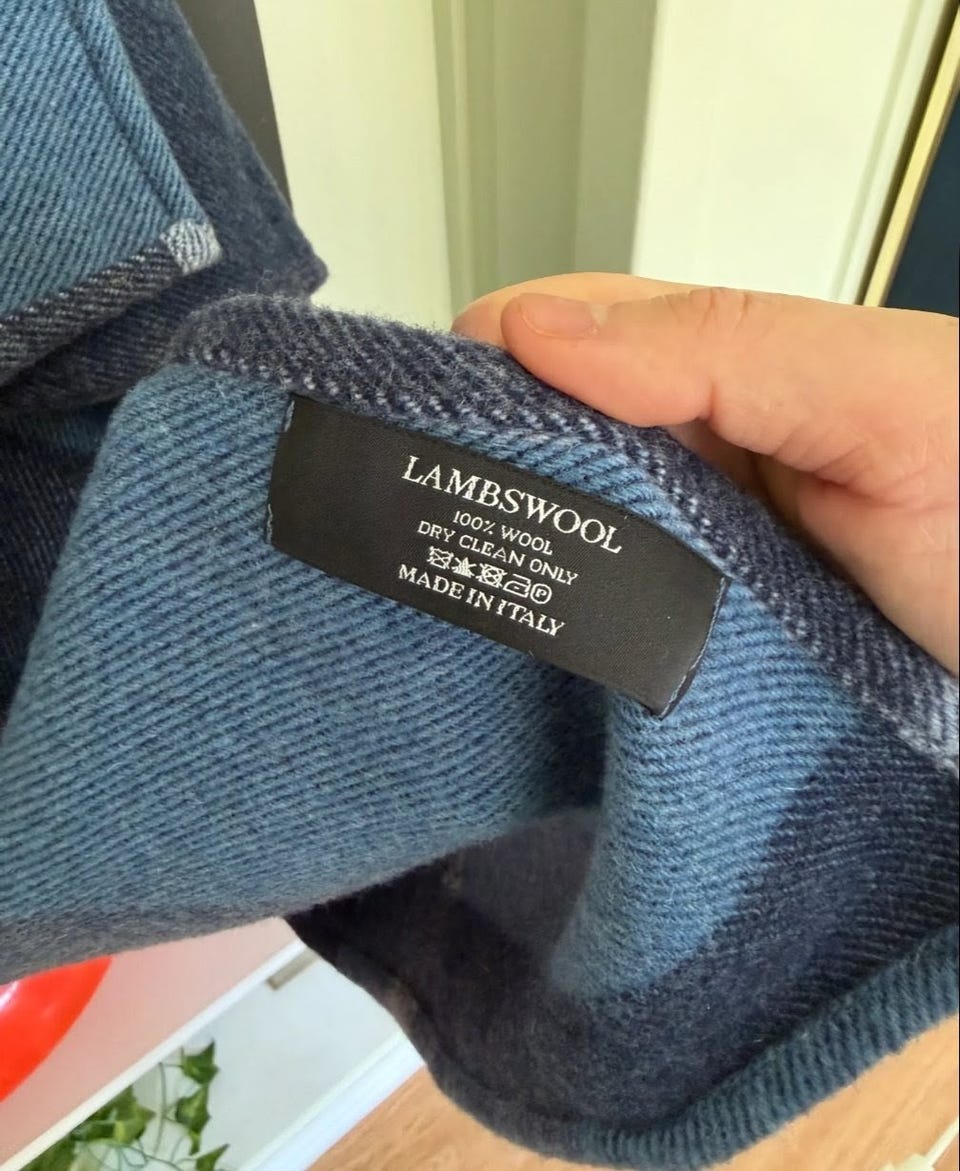 LAMBSWOOL
100% WOOL
DRY CLEAN ONLY
P
MADE IN ITALY